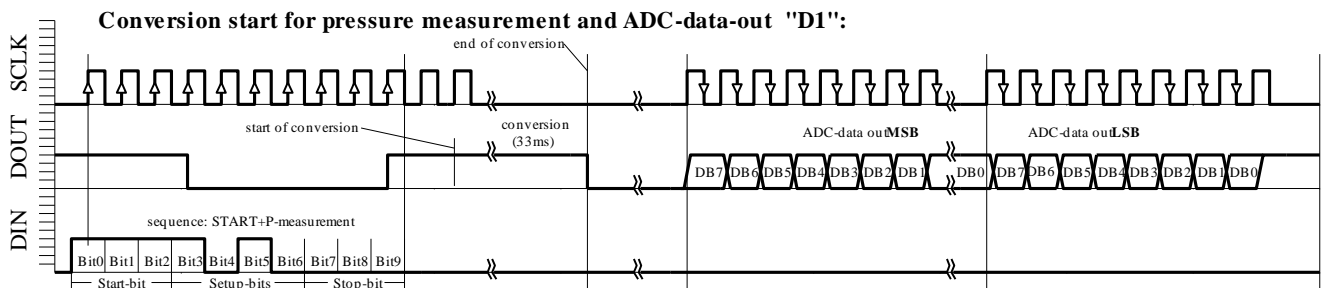 Conversion start for pressure measurement and ADC-data-out "D1":
end of conversion
SCLK
start of conversion
conversion
(33ms)
ADC-data out MSB
ADC-data out LSB
DOUT
DB7 DB6 DB5 DB4 DB3 DB2 DB1 DB0 DB7 DB6 DB5 DB4 DB3 DB2 DB1 DB0
DIN
sequence: START+P-measurement
Bit0 Bit1 Bit2 Bit3 Bit4 Bit5 Bit6 Bit7 Bit8 Bit9
Start-bit Setup-bits Stop-bit